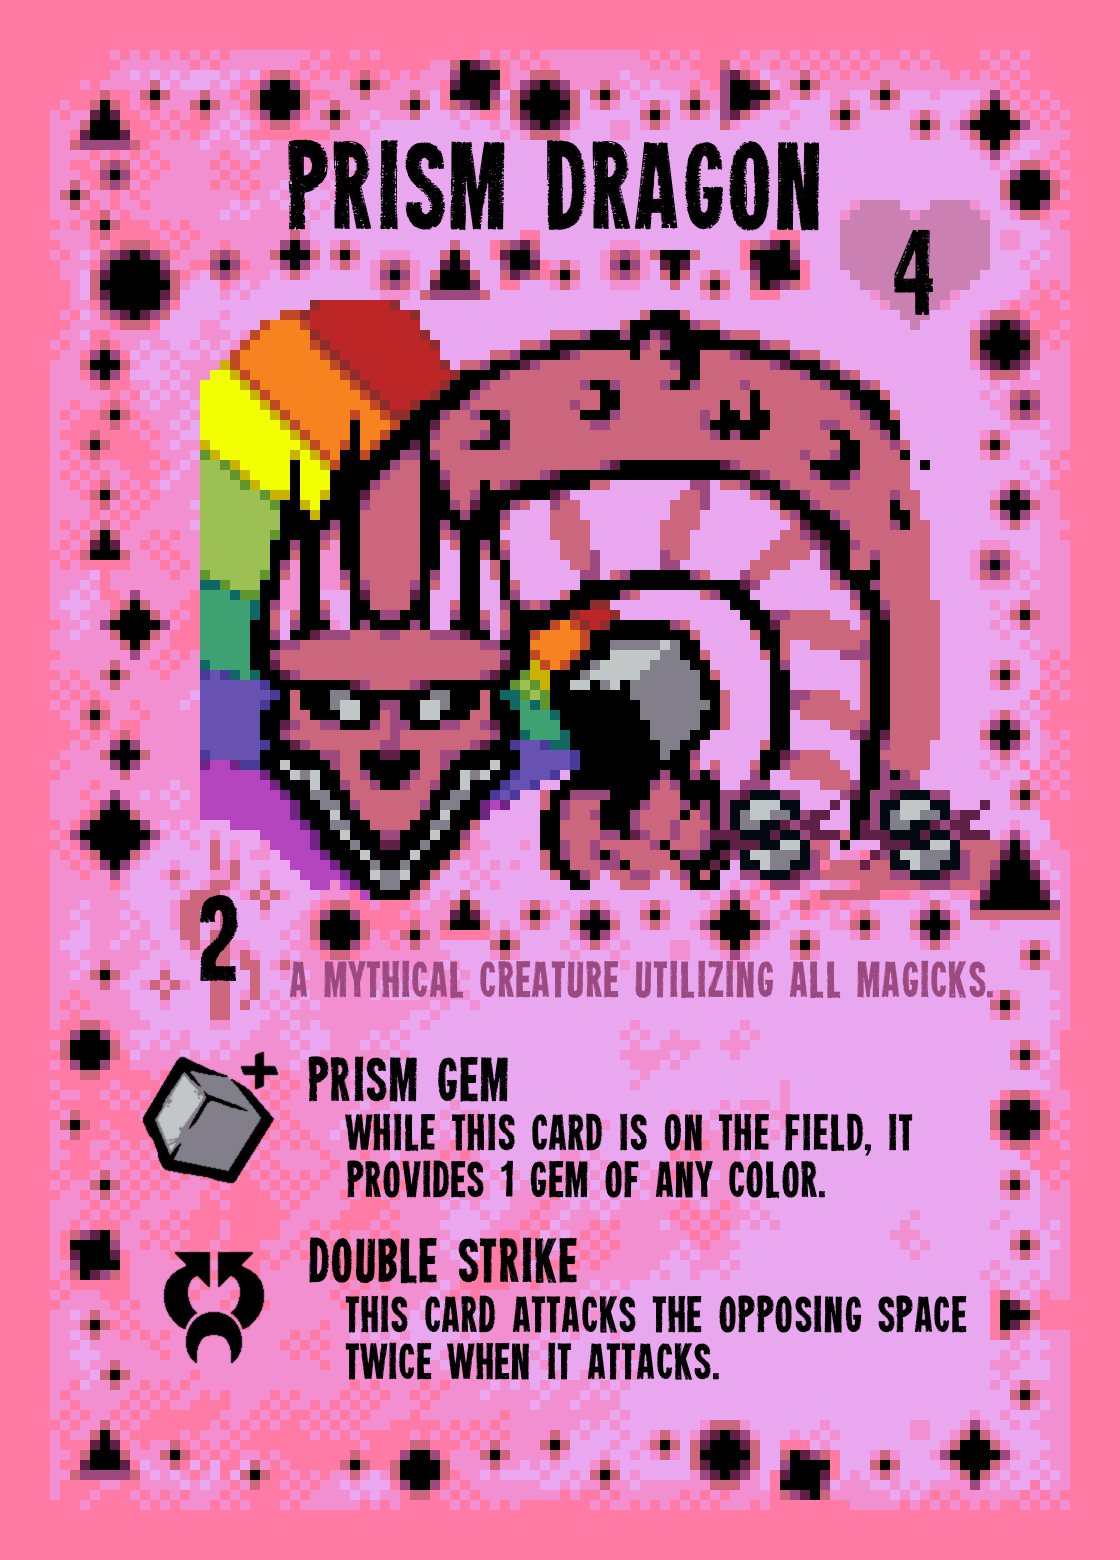 PRISM DRAGON
4
2
A MYTHICAL CREATURE UTILIZING ALL MAGICKS.
PRISM GEM
WHILE THIS CARD IS ON THE FIELD, IT
PROVIDES 1 GEM OF ANY COLOR.
DOUBLE STRIKE
THIS CARD ATTACKS THE OPPOSING SPACE
TWICE WHEN IT ATTACKS.